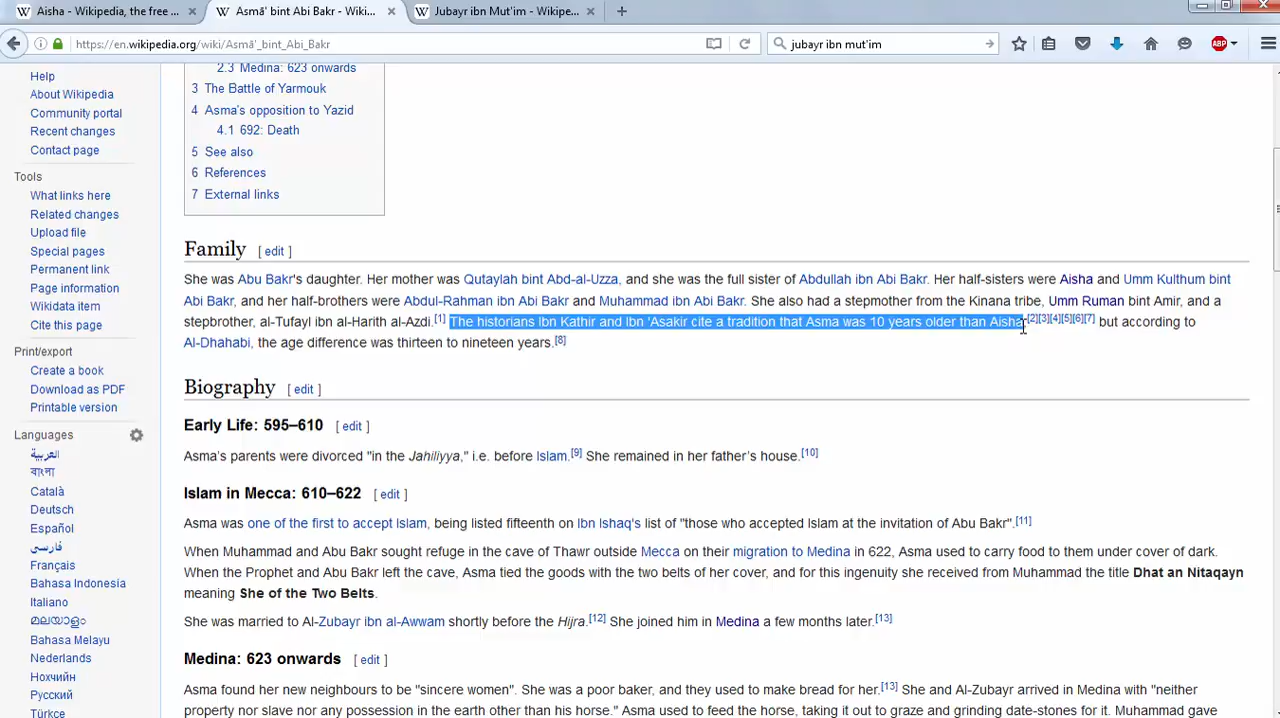 Aisha - Wikipedia, the free ...
Asmā' bint Abi Bakr - Wiki...
Jubayr ibn Mut'im - Wikipe...
https://en.wikipedia.org/wiki/Asmā'_bint_Abi_Bakr
jubayr ibn mut'im
ABP
Help
About Wikipedia
Community portal
Recent changes
Contact page
Tools
What links here
Related changes
Upload file
Special pages
Permanent link
Page information
Wikidata item
Cite this page
Print/export
Create a book
Download as PDF
Printable version
Languages
العربية
বাংলা
Català
Deutsch
Español
فارسی
Français
Bahasa Indonesia
Italiano
മലയാളം
Bahasa Melayu
Nederlands
Нохчийн
Русский
Türkçe
2.3 Medina: 623 onwards
3 The Battle of Yarmouk
4 Asma's opposition to Yazid
4.1 692: Death
5 See also
6 References
7 External links
Family [ edit ]
She was Abu Bakr's daughter. Her mother was Qutaylah bint Abd-al-Uzza, and she was the full sister of Abdullah ibn Abi Bakr. Her half-sisters were Aisha and Umm Kulthum bint
Abi Bakr, and her half-brothers were Abdul-Rahman ibn Abi Bakr and Muhammad ibn Abi Bakr. She also had a stepmother from the Kinana tribe, Umm Ruman bint Amir, and a
stepbrother, al-Tufayl ibn al-Harith al-Azdi.[1] The historians Ibn Kathir and Ibn 'Asakir cite a tradition that Asma was 10 years older than Aisha [2][3][4][5][6][7] but according to
Al-Dhahabi, the age difference was thirteen to nineteen years.[8]
Biography [ edit ]
Early Life: 595–610 [ edit ]
Asma's parents were divorced "in the Jahiliyya," i.e. before Islam.[9] She remained in her father's house.[10]
Islam in Mecca: 610–622 [ edit ]
Asma was one of the first to accept Islam, being listed fifteenth on Ibn Ishaq's list of "those who accepted Islam at the invitation of Abu Bakr".[11]
When Muhammad and Abu Bakr sought refuge in the cave of Thawr outside Mecca on their migration to Medina in 622, Asma used to carry food to them under cover of dark.
When the Prophet and Abu Bakr left the cave, Asma tied the goods with the two belts of her cover, and for this ingenuity she received from Muhammad the title Dhat an Nitaqayn
meaning She of the Two Belts.
She was married to Al-Zubayr ibn al-Awwam shortly before the Hijra.[12] She joined him in Medina a few months later.[13]
Medina: 623 onwards [ edit ]
Asma found her new neighbours to be "sincere women". She was a poor baker, and they used to make bread for her.[13] She and Al-Zubayr arrived in Medina with "neither
property nor slave nor any possession in the earth other than his horse." Asma used to feed the horse, taking it out to graze and grinding date-stones for it. Muhammad gave